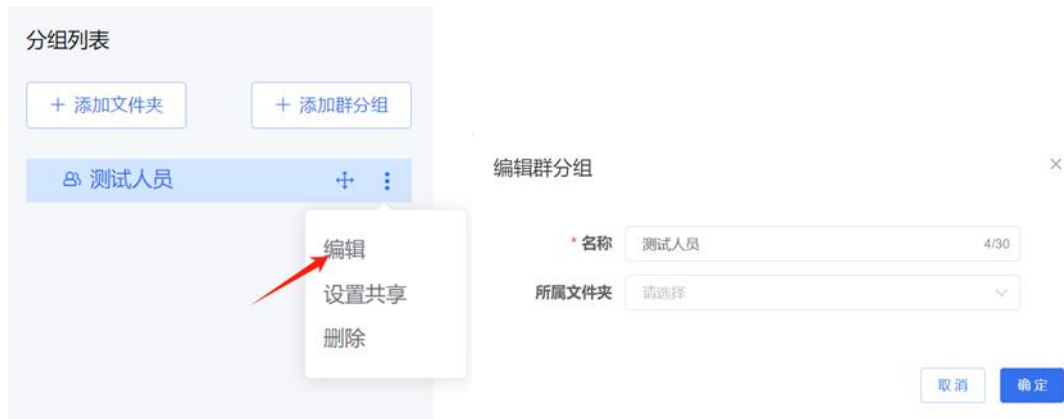 分组列表
+ 添加文件夹
+ 添加群分组
测试人员
编辑
设置共享
删除
编辑群分组
* 名称 测试人员 4/30
所属文件夹 请选择
取消 确定